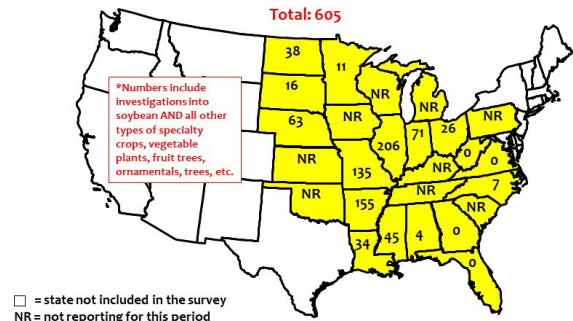 Total: 605
38
11
*Numbers include
investigations into
soybean AND all other
types of specialty
crops, vegetable
plants, fruit trees,
ornamentals, trees, etc.
16
NR
NR
63
NR
NR
206
71
26
0
0
NR
135
NR
7
NR
155
NR
NR
34
45
4
0
0
= state not included in the survey
NR = not reporting for this period